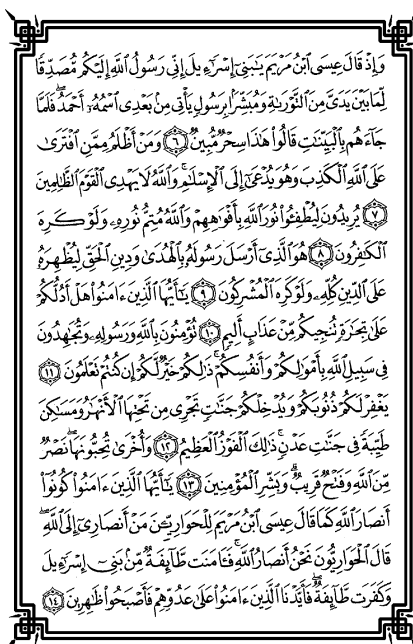 وَإِذْ قَالَ عِيسَى ٱبْنُ مَرْيَمَ يَٰبَنِىٓ إِسْرَٰٓءِيلَ إِنِّى رَسُولُ ٱللَّهِ إِلَيْكُم مُّصَدِّقًا
لِّمَا بَيْنَ يَدَىَّ مِنَ ٱلتَّوْرَىٰةِ وَمُبَشِّرًۢا بِرَسُولٍ يَأْتِى مِنۢ بَعْدِى ٱسْمُهُۥٓ أَحْمَدُ ۖ فَلَمَّا
جَآءَهُم بِٱلْبَيِّنَٰتِ قَالُوا۟ هَٰذَا سِحْرٌ مُّبِينٌ ٦ وَمَنْ أَظْلَمُ مِمَّنِ ٱفْتَرَىٰ
عَلَى ٱللَّهِ ٱلْكَذِبَ وَهُوَ يُدْعَىٰٓ إِلَى ٱلْإِسْلَٰمِ ۚ وَٱللَّهُ لَا يَهْدِى ٱلْقَوْمَ ٱلظَّٰلِمِينَ
٧ يُرِيدُونَ لِيُطْفِـُٔوا۟ نُورَ ٱللَّهِ بِأَفْوَٰهِهِمْ وَٱللَّهُ مُتِمُّ نُورِهِۦ وَلَوْ كَرِهَ
ٱلْكَٰفِرُونَ ٨ هُوَ ٱلَّذِىٓ أَرْسَلَ رَسُولَهُۥ بِٱلْهُدَىٰ وَدِينِ ٱلْحَقِّ لِيُظْهِرَهُۥ
عَلَى ٱلدِّينِ كُلِّهِۦ وَلَوْ كَرِهَ ٱلْمُشْرِكُونَ ٩ يَٰٓأَيُّهَا ٱلَّذِينَ ءَامَنُوا۟ هَلْ أَدُلُّكُمْ
عَلَىٰ تِجَٰرَةٍ تُنجِيكُم مِّنْ عَذَابٍ أَلِيمٍ ١٠ تُؤْمِنُونَ بِٱللَّهِ وَرَسُولِهِۦ وَتُجَٰهِدُونَ
فِى سَبِيلِ ٱللَّهِ بِأَمْوَٰلِكُمْ وَأَنفُسِكُمْ ۚ ذَٰلِكُمْ خَيْرٌ لَّكُمْ إِن كُنتُمْ تَعْلَمُونَ ١١
يَغْفِرْ لَكُمْ ذُنُوبَكُمْ وَيُدْخِلْكُمْ جَنَّٰتٍ تَجْرِى مِن تَحْتِهَا ٱلْأَنْهَٰرُ وَمَسَٰكِنَ
طَيِّبَةً فِى جَنَّٰتِ عَدْنٍ ۚ ذَٰلِكَ ٱلْفَوْزُ ٱلْعَظِيمُ ١٢ وَأُخْرَىٰ تُحِبُّونَهَا ۖ نَصْرٌ
مِّنَ ٱللَّهِ وَفَتْحٌ قَرِيبٌ ۗ وَبَشِّرِ ٱلْمُؤْمِنِينَ ١٣ يَٰٓأَيُّهَا ٱلَّذِينَ ءَامَنُوا۟ كُونُوٓا۟
أَنصَارَ ٱللَّهِ كَمَا قَالَ عِيسَى ٱبْنُ مَرْيَمَ لِلْحَوَارِيِّـۧنَ مَنْ أَنصَارِىٓ إِلَى ٱللَّهِ ۖ
قَالَ ٱلْحَوَارِيُّونَ نَحْنُ أَنصَارُ ٱللَّهِ ۖ فَـَٔامَنَت طَّآئِفَةٌ مِّنۢ بَنِىٓ إِسْرَٰٓءِيلَ
وَكَفَرَت طَّآئِفَةٌ ۖ فَأَيَّدْنَا ٱلَّذِينَ ءَامَنُوا۟ عَلَىٰ عَدُوِّهِمْ فَأَصْبَحُوا۟ ظَٰهِرِينَ ١٤